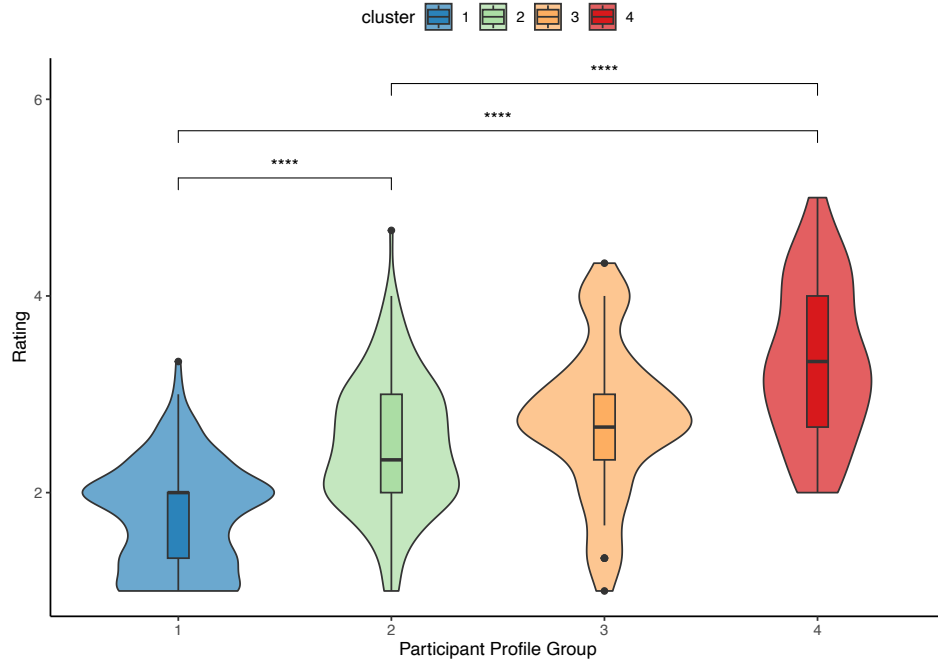 cluster 1 2 3 4
****
6
****
****
4
Rating
2
1 2 3 4
Participant Profile Group